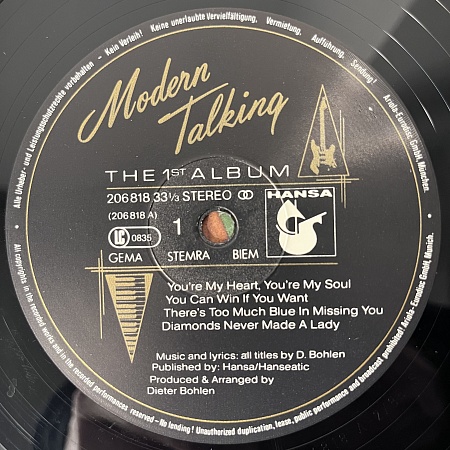 Alle Urheber- und Leistungsschutzrechte vorbehalten - Kein Verleih! Keine unerlaubte Vervielfältigung, Vermietung, Aufführung, Sendung! Ariola-Eurodisc GmbH, München.
Modern
Talking
THE 1ST ALBUM
206 818 33⅓ STEREO
HANSA
(206 818 A)
1
LC 0835
GEMA STEMRA BIEM
You're My Heart, You're My Soul
You Can Win If You Want
There's Too Much Blue In Missing You
Diamonds Never Made A Lady
Music and lyrics: all titles by D. Bohlen
Published by: Hansa/Hanseatic
Produced & Arranged by
Dieter Bohlen
All copyrights in the recorded works and in the recorded performances reserved - No lending! Unauthorized duplication, lease, public performance and broadcast prohibited! Ariola-Eurodisc GmbH, Munich.